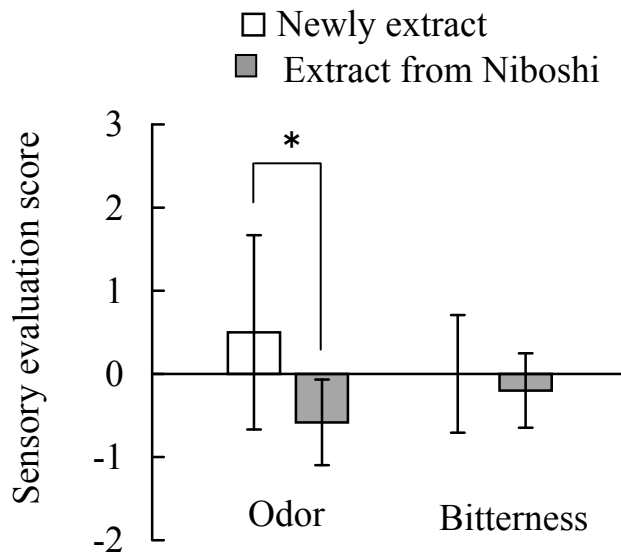 Newly extract
Extract from Niboshi
Sensory evaluation score
3
2
1
0
-1
-2
*
Odor
Bitterness